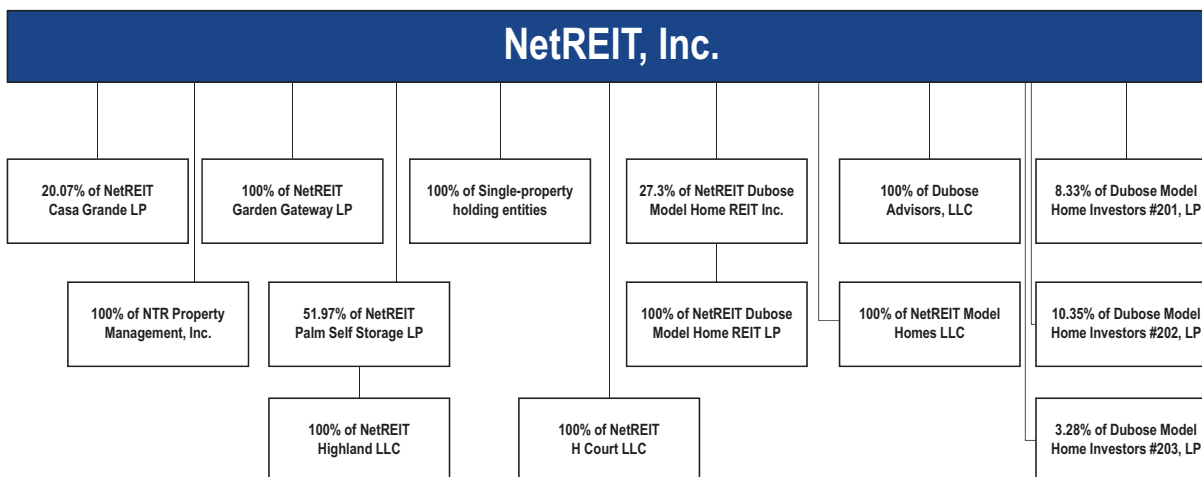 NetREIT, Inc.
20.07% of NetREIT
Casa Grande LP
100% of NetREIT
Garden Gateway LP
100% of Single-property
holding entities
27.3% of NetREIT Dubose
Model Home REIT Inc.
100% of Dubose
Advisors, LLC
8.33% of Dubose Model
Home Investors #201, LP
100% of NTR Property
Management, Inc.
51.97% of NetREIT
Palm Self Storage LP
100% of NetREIT Dubose
Model Home REIT LP
100% of NetREIT Model
Homes LLC
10.35% of Dubose Model
Home Investors #202, LP
100% of NetREIT
Highland LLC
100% of NetREIT
H Court LLC
3.28% of Dubose Model
Home Investors #203, LP